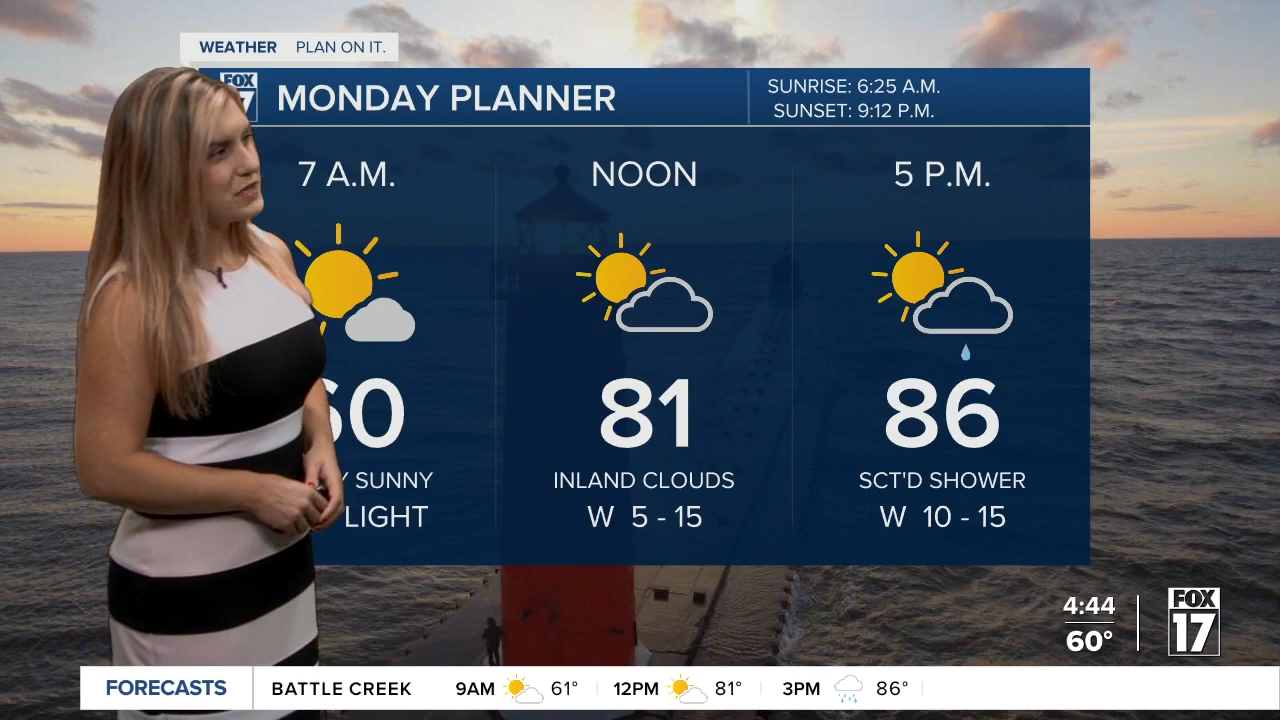 WEATHER PLAN ON IT.
FOX
MONDAY PLANNER
SUNRISE: 6:25 A.M.
SUNSET: 9:12 P.M.
7 A.M.
NOON
5 P.M.
60
81
86
SUNNY
INLAND CLOUDS
SCT'D SHOWER
LIGHT
W 5 - 15
W 10 - 15
4:44
60°
FOX
17
FORECASTS BATTLE CREEK 9AM 61° 12PM 81° 3PM 86°